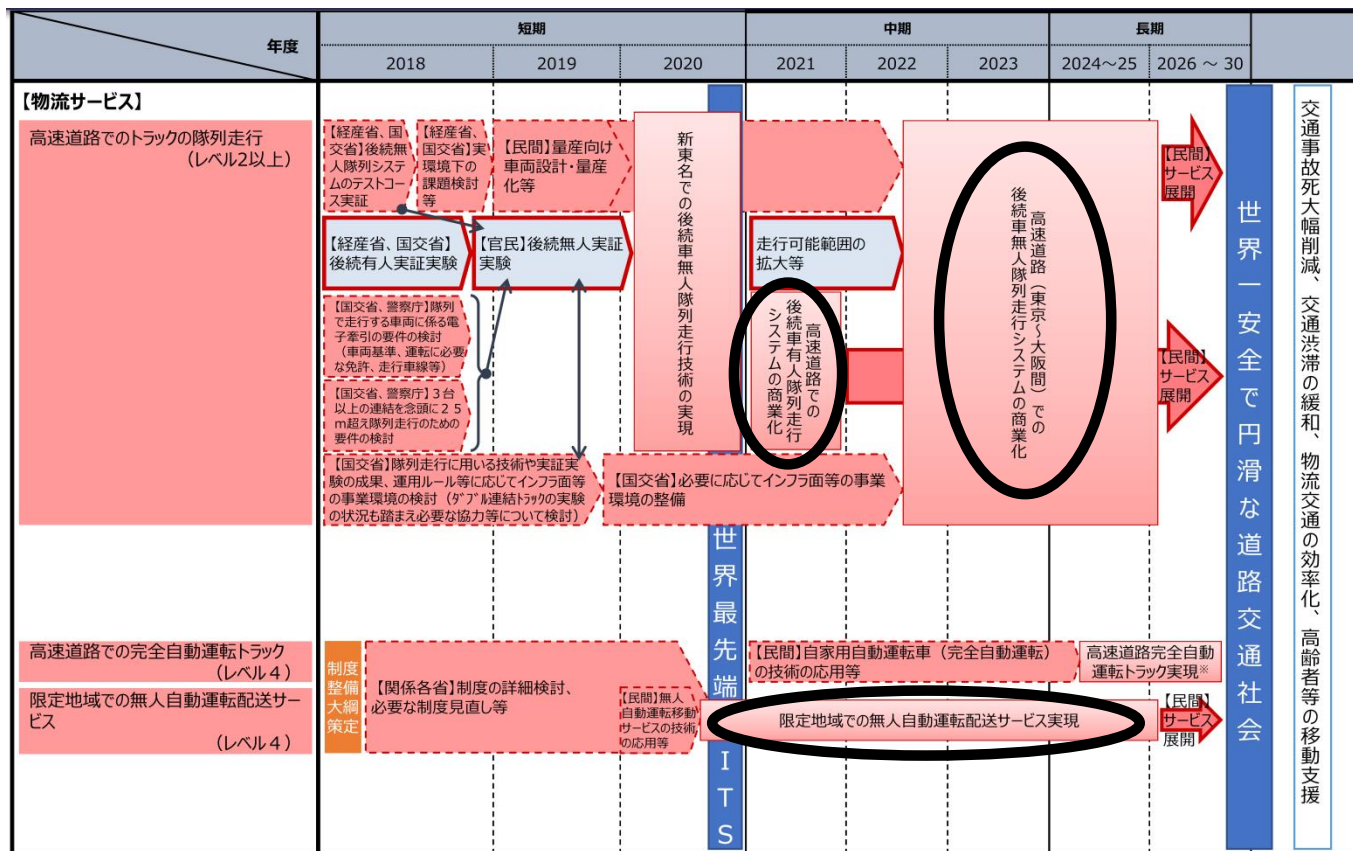 年度
短期
中期
長期
2018
2019
2020
2021
2022
2023
2024～25
2026 ～ 30
【物流サービス】
高速道路でのトラックの隊列走行
（レベル2以上）
【経産省、国
交省】後続無
人隊列システ
ムのテストコー
ス実証
【経産省、
国交省】実
環境下の
課題検討
等
【民間】量産向け
車両設計・量産
化等
新東名での後続車無人隊列走行技術の実現
高速道路（東京～大阪間）での
後続車無人隊列走行システムの商業化
【民間】
サービス
展開
【経産省、国交省】
後続有人実証実験
【官民】後続無人実証
実験
走行可能範囲の
拡大等
【国交省、警察庁】隊列
で走行する車両に係る電
子牽引の要件の検討
（車両基準、運転に必要
な免許、走行車線等）
高速道路での
後続車有人隊列走行
システムの商業化
【民間】
サービス
展開
【国交省、警察庁】３台
以上の連結を念頭に２５
m超え隊列走行のための
要件の検討
【国交省】隊列走行に用いる技術や実証実
験の成果、運用ルール等に応じてインフラ面等
の事業環境の検討（ダブル連結トラックの実験
の状況も踏まえ必要な協力等について検討）
【国交省】必要に応じてインフラ面等の事業
環境の整備
高速道路での完全自動運転トラック
（レベル４）
制度
整備
大綱
策定
【関係各省】制度の詳細検討、
必要な制度見直し等
【民間】自家用自動運転車（完全自動運転）
の技術の応用等
高速道路完全自動
運転トラック実現※
限定地域での無人自動運転配送サー
ビス
（レベル４）
【民間】無人
自動運転移動
サービスの技術
の応用等
限定地域での無人自動運転配送サービス実現
【民間】
サービス
展開
世界最先端ITS
世界一安全で円滑な道路交通社会
交通事故死大幅削減、交通渋滞の緩和、物流交通の効率化、高齢者等の移動支援